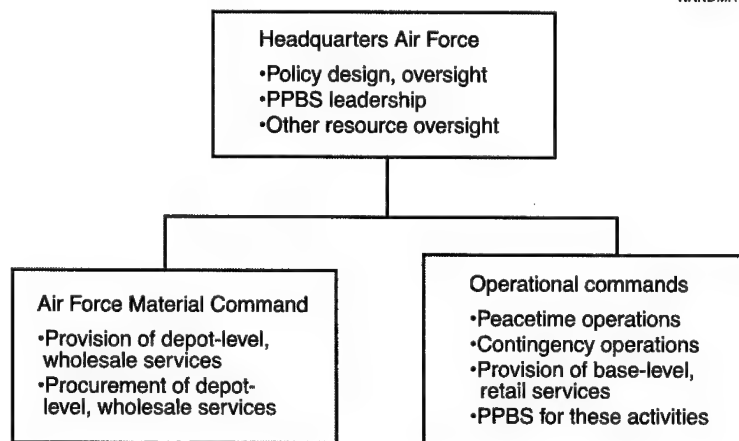 Headquarters Air Force
•Policy design, oversight
•PPBS leadership
•Other resource oversight
Air Force Material Command
•Provision of depot-level,
wholesale services
•Procurement of depot-
level, wholesale services
Operational commands
•Peacetime operations
•Contingency operations
•Provision of base-level,
retail services
•PPBS for these activities